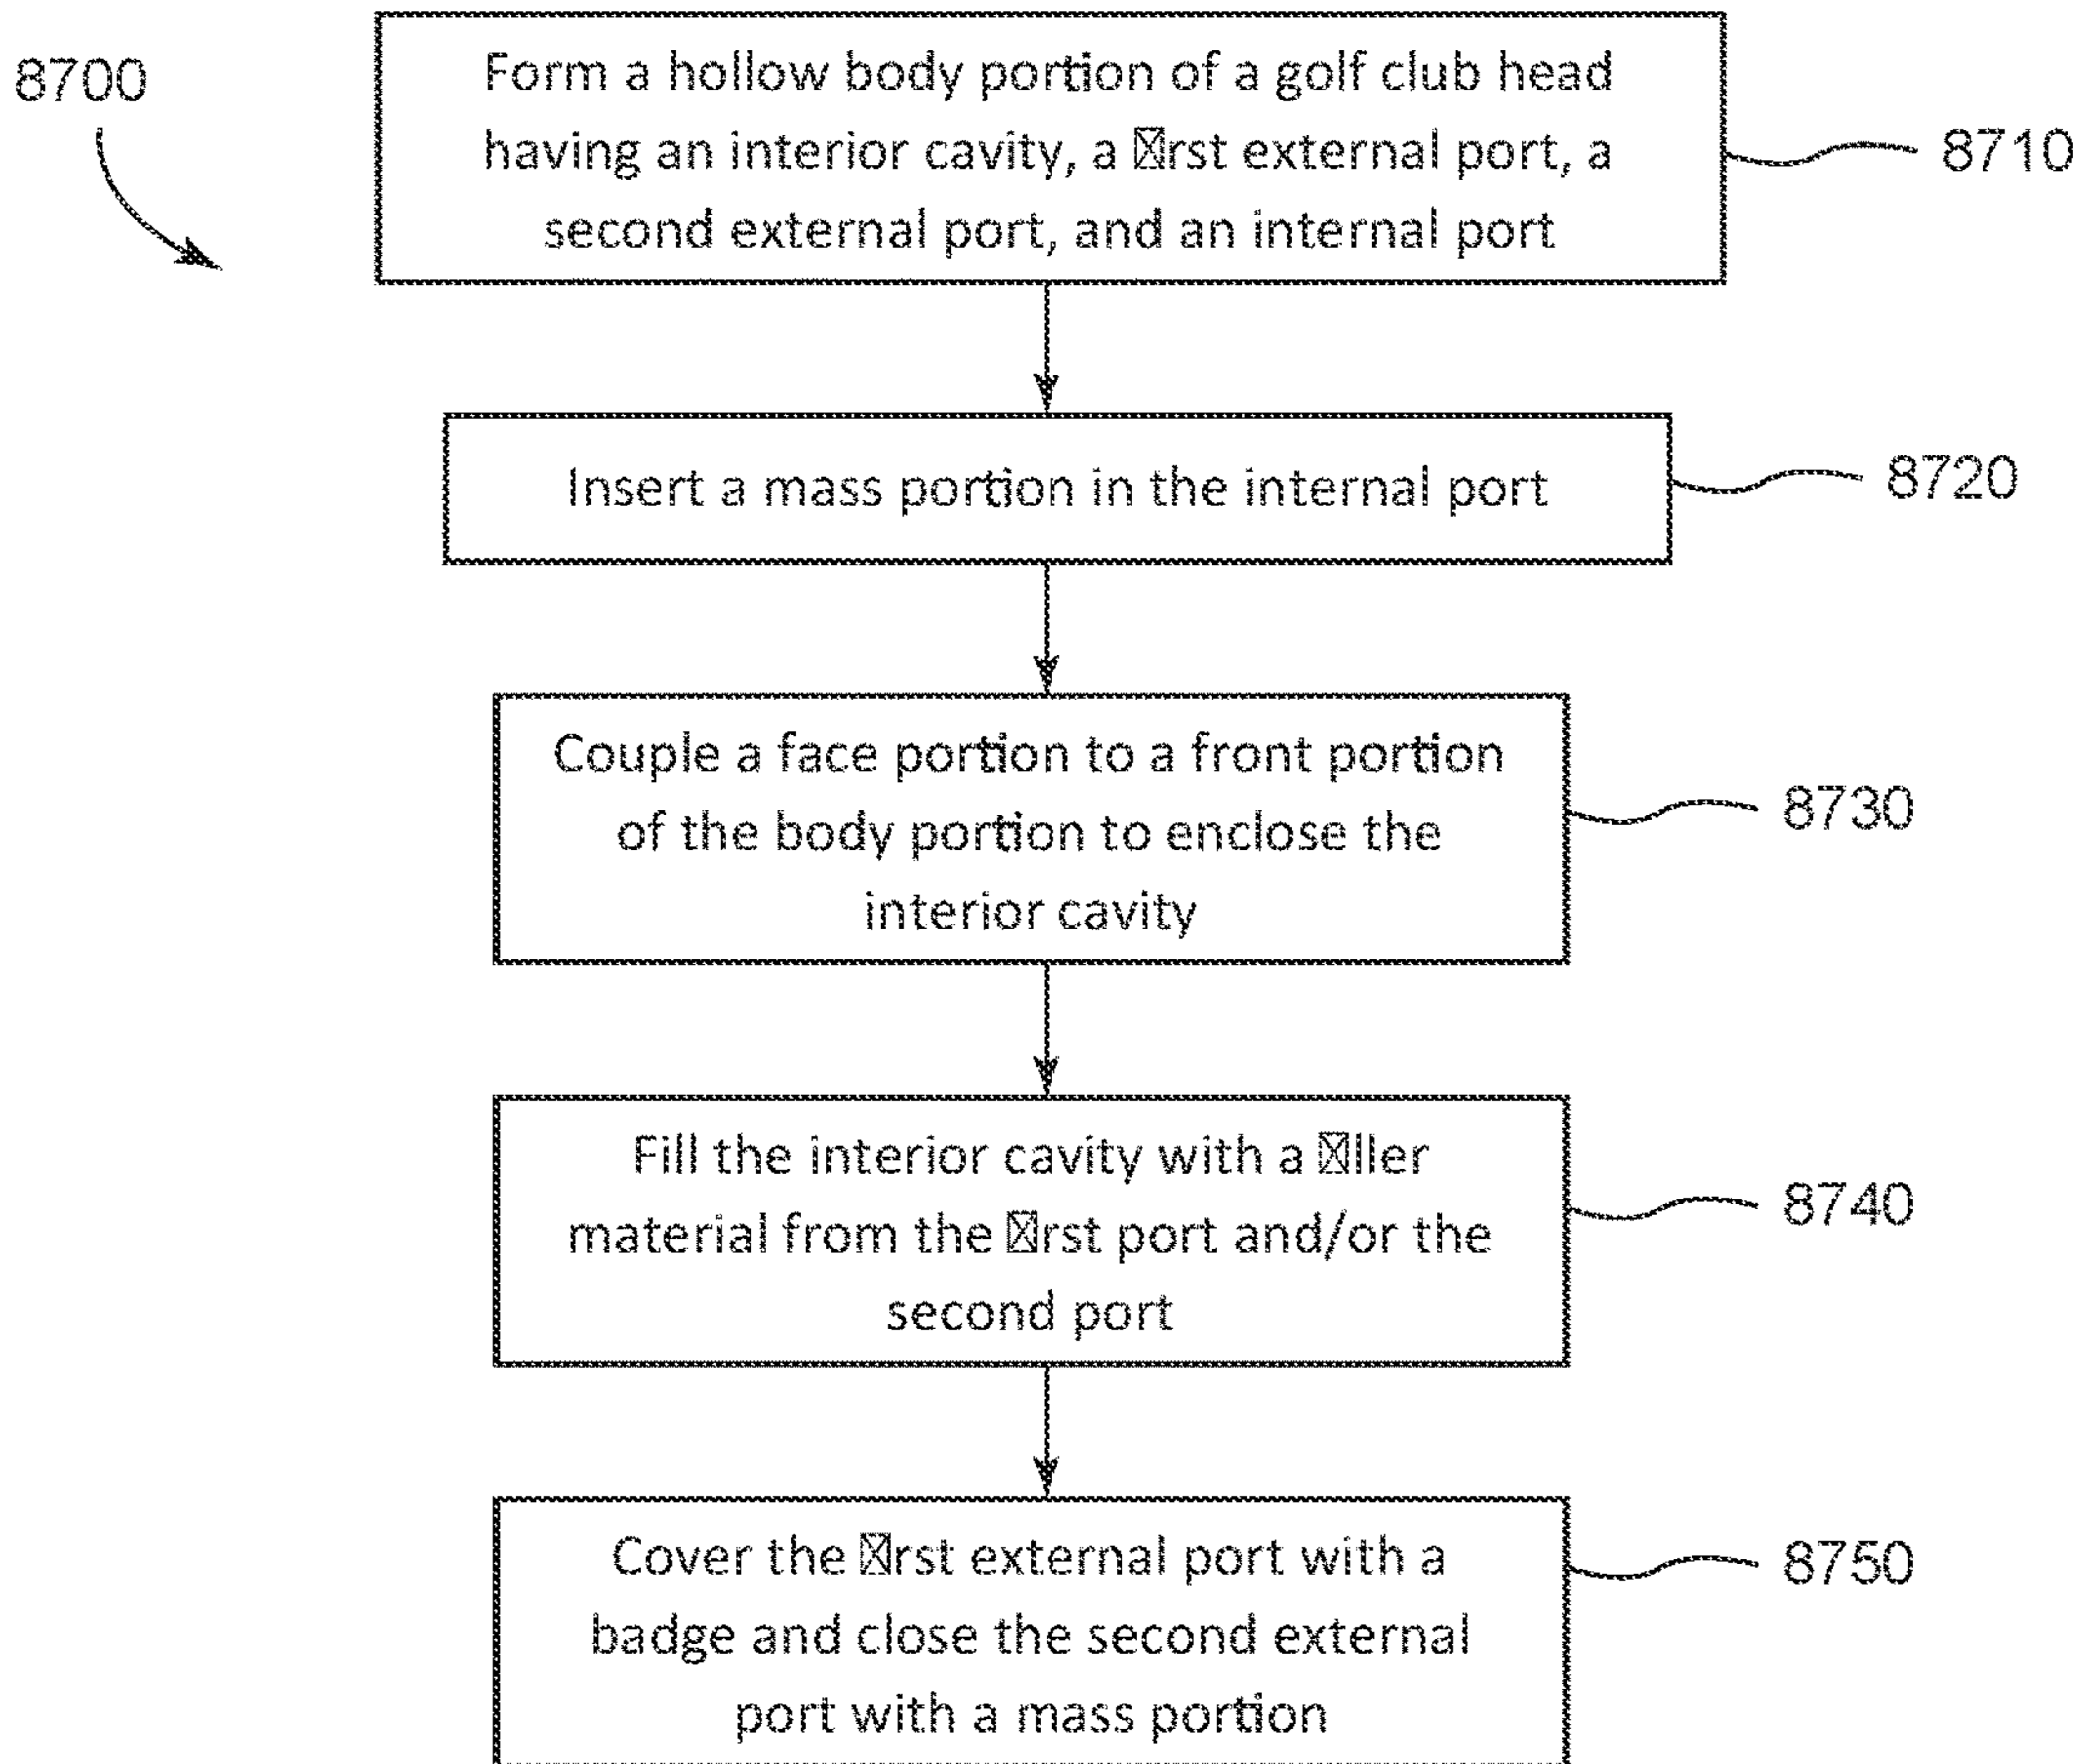 8700
Form a hollow body portion of a golf club head
having an interior cavity, a ☒rst external port, a
second external port, and an internal port
8710
Insert a mass portion in the internal port
8720
Couple a face portion to a front portion
of the body portion to enclose the
interior cavity
8730
Fill the interior cavity with a ☒ller
material from the ☒rst port and/or the
second port
8740
Cover the ☒rst external port with a
badge and close the second external
port with a mass portion
8750